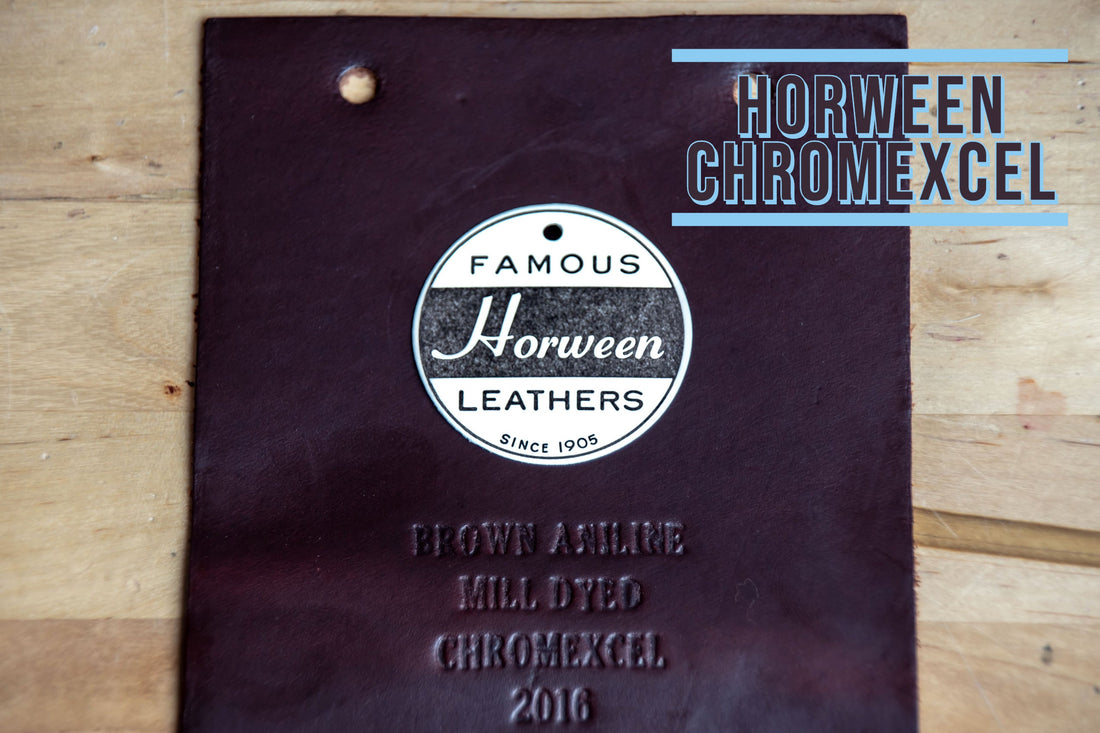 HORWEEN
CHROMEXCEL
FAMOUS
Horween
LEATHERS
SINCE 1905
BROWN ANILINE
MILL DYED
CHROMEXCEL
2016